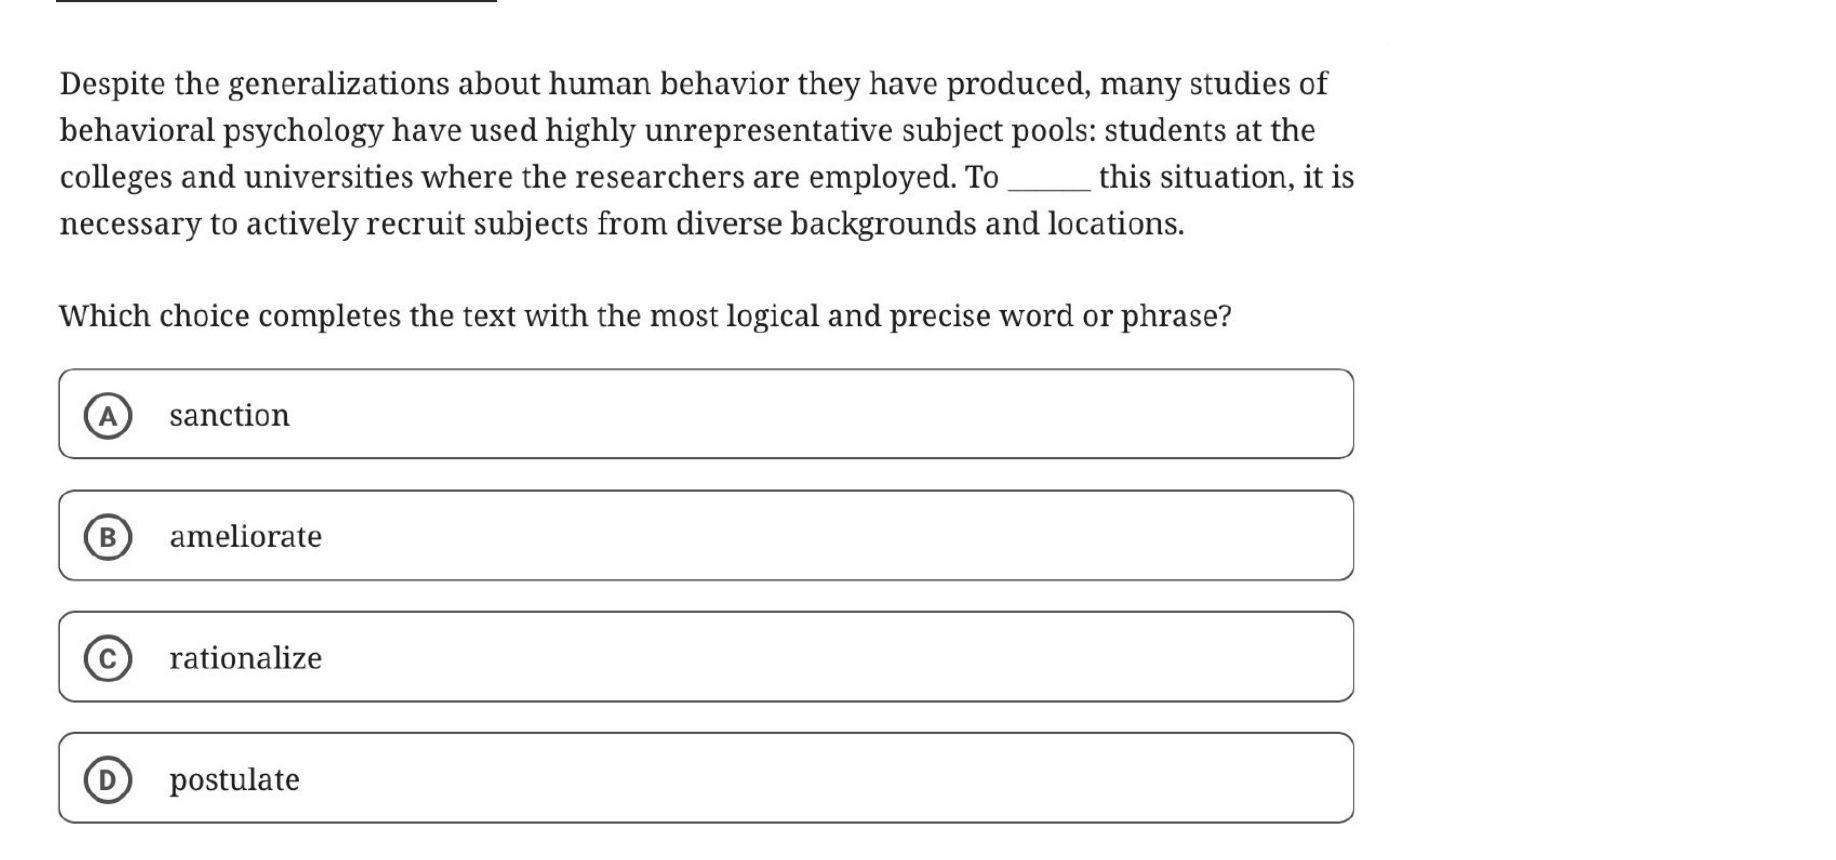 Despite the generalizations about human behavior they have produced, many studies of
behavioral psychology have used highly unrepresentative subject pools: students at the
colleges and universities where the researchers are employed. To ______ this situation, it is
necessary to actively recruit subjects from diverse backgrounds and locations.
Which choice completes the text with the most logical and precise word or phrase?
A sanction
B ameliorate
C rationalize
D postulate